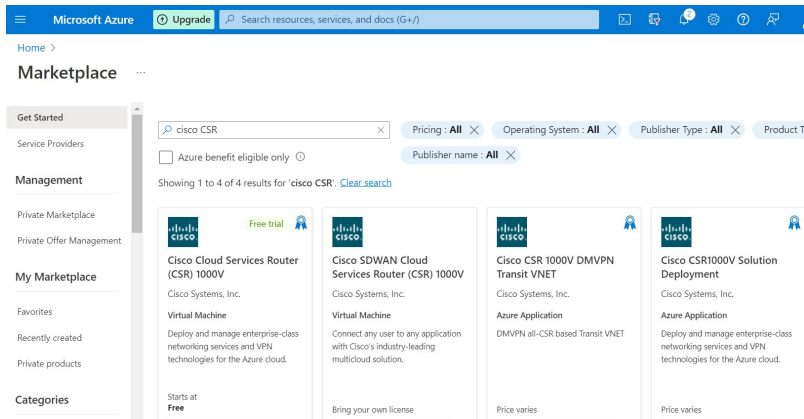 Microsoft Azure
Upgrade
Search resources, services, and docs (G+/)
2
Home >
Marketplace ...
Get Started
Service Providers
Management
Private Marketplace
Private Offer Management
My Marketplace
Favorites
Recently created
Private products
Categories
cisco CSR
Pricing : All
Operating System : All
Publisher Type : All
Product T
Azure benefit eligible only
Publisher name : All
Showing 1 to 4 of 4 results for 'cisco CSR'. Clear search
CISCO
Free trial
Cisco Cloud Services Router
(CSR) 1000V
Cisco Systems, Inc.
Virtual Machine
Deploy and manage enterprise-class
networking services and VPN
technologies for the Azure cloud.
Starts at
Free
CISCO
Cisco SDWAN Cloud
Services Router (CSR) 1000V
Cisco Systems, Inc.
Virtual Machine
Connect any user to any application
with Cisco's industry-leading
multicloud solution.
Bring your own license
CISCO
Cisco CSR 1000V DMVPN
Transit VNET
Cisco Systems, Inc.
Azure Application
DMVPN all-CSR based Transit VNET
Price varies
CISCO
Cisco CSR1000V Solution
Deployment
Cisco Systems, Inc.
Azure Application
Deploy and manage enterprise-class
networking services and VPN
technologies for the Azure cloud.
Price varies